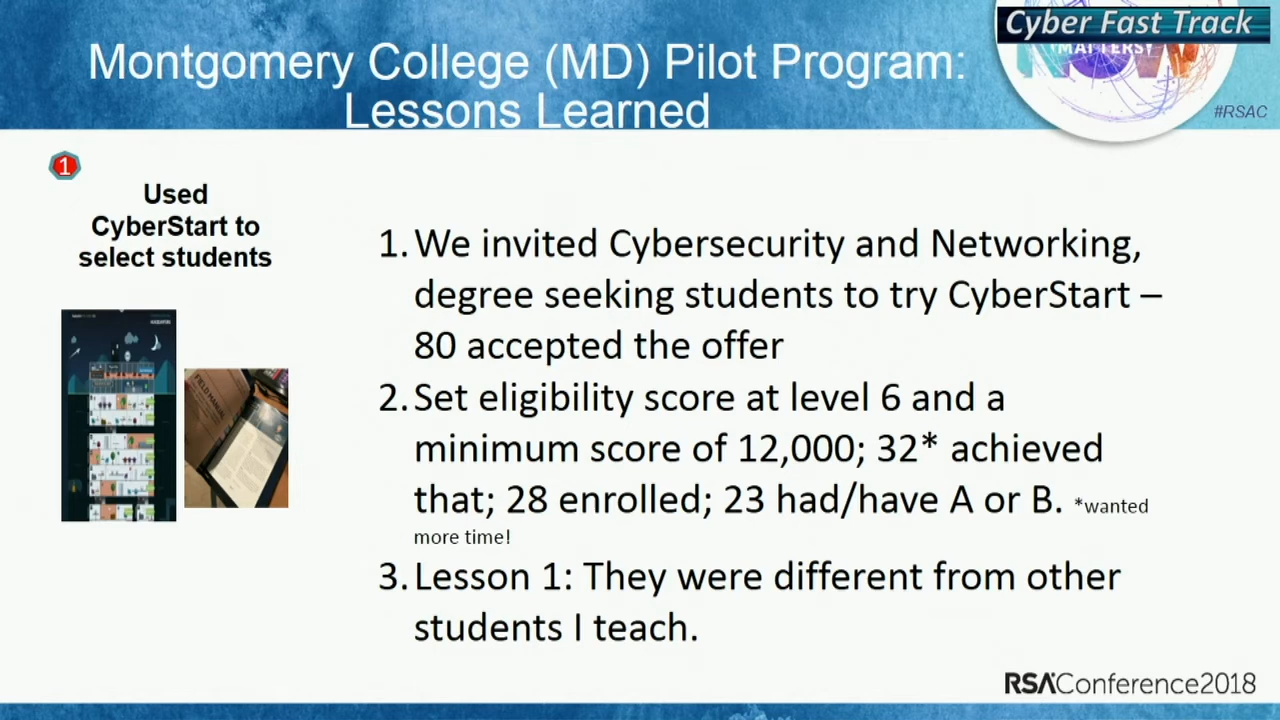 Cyber Fast Track
MATTERS
#RSAC
Montgomery College (MD) Pilot Program:
Lessons Learned
1
Used
CyberStart to
select students
FIELD MANUAL
1. We invited Cybersecurity and Networking,
degree seeking students to try CyberStart –
80 accepted the offer
2. Set eligibility score at level 6 and a
minimum score of 12,000; 32* achieved
that; 28 enrolled; 23 had/have A or B. *wanted
more time!
3. Lesson 1: They were different from other
students I teach.
RSAConference2018